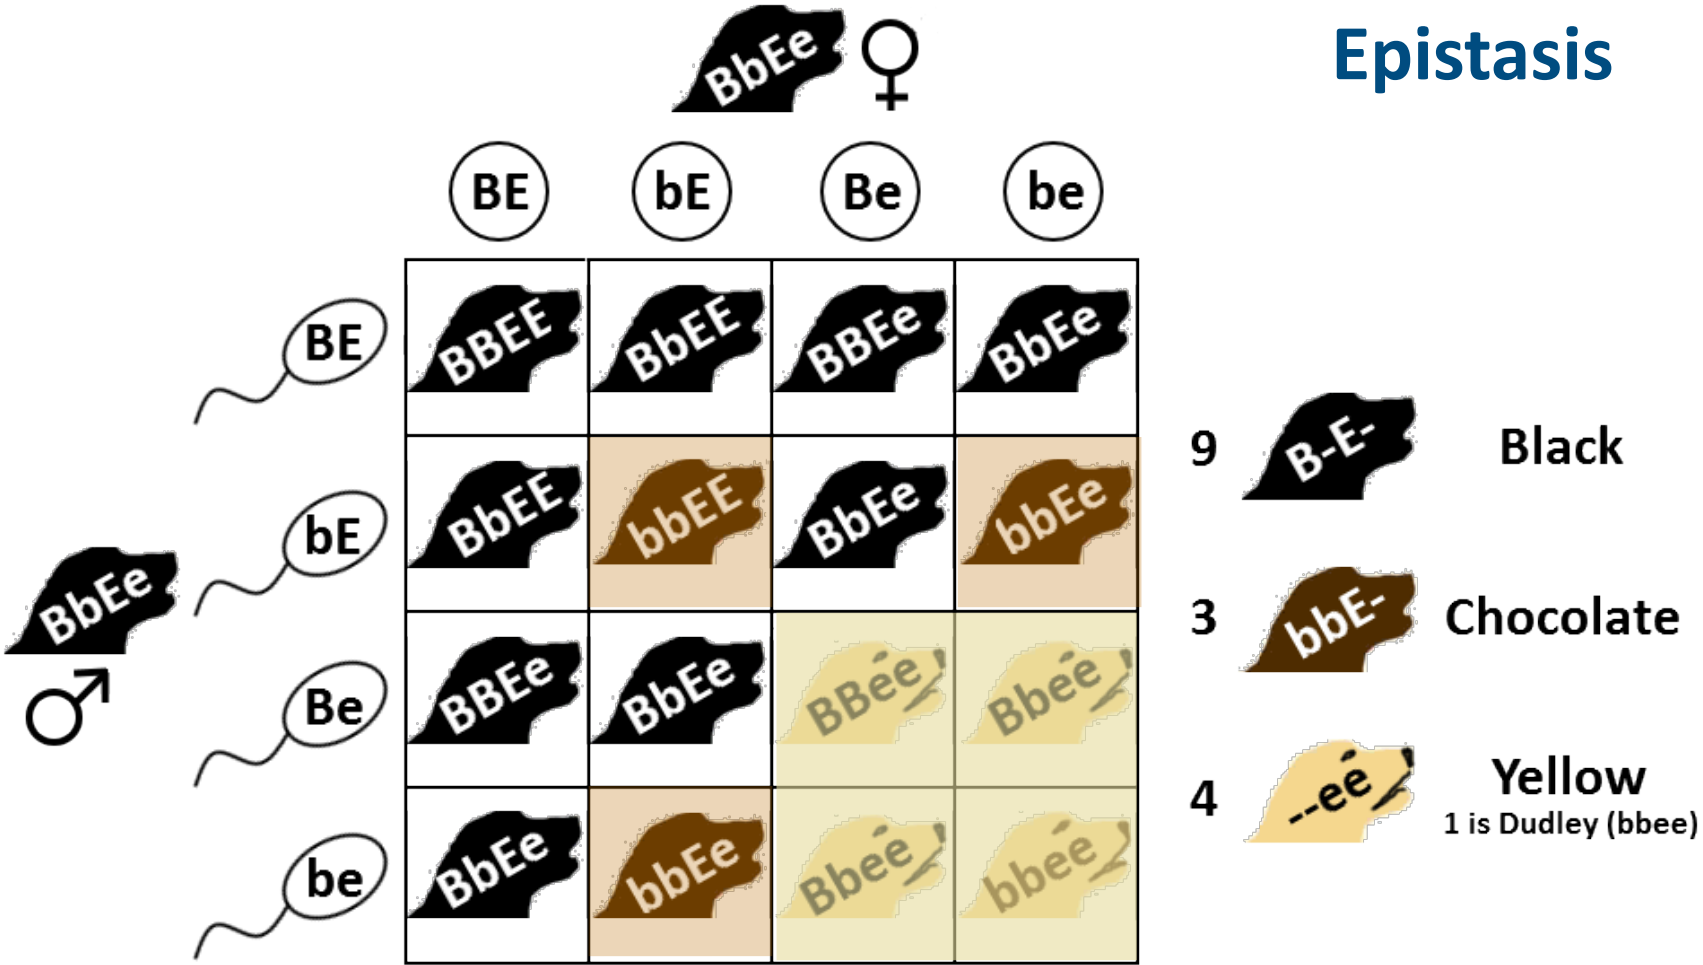 BbEe ♀ Epistasis
BE bE Be be
BE BBEE BbEE BBEe BbEe
bE BbEE bbEE BbEe bbEe
Be BBEe BbEe BBee Bbee
be BbEe bbEe Bbee bbee
BbEe
♂
9 B-E- Black
3 bbE- Chocolate
4 --ee Yellow
1 is Dudley (bbee)